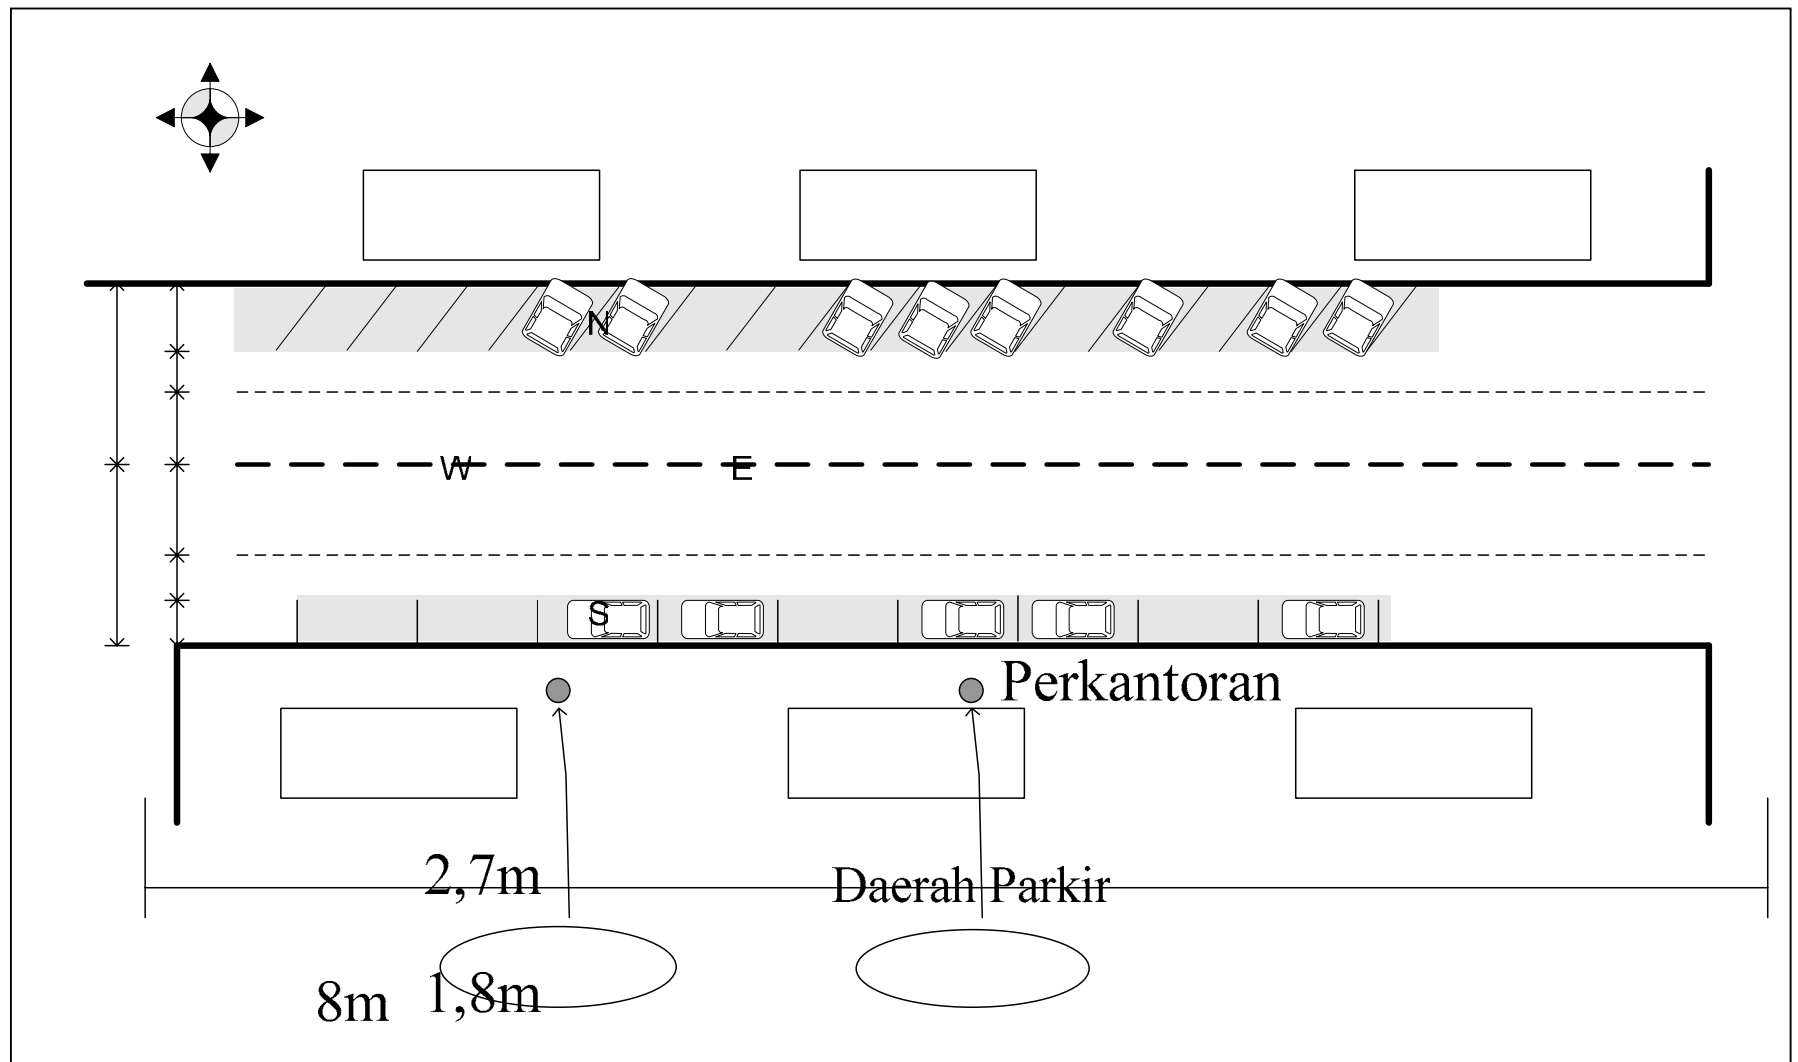 N
W E
S
Perkantoran
2,7m
Daerah Parkir
8m
1,8m